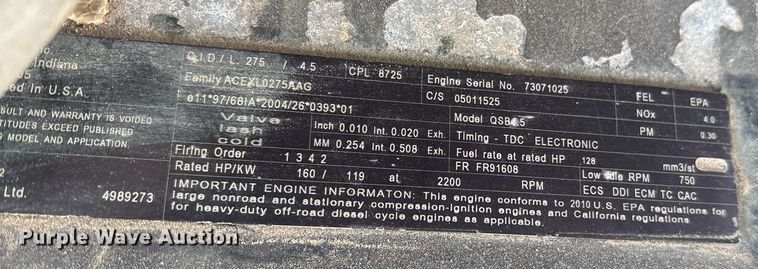 Inc.
Indiana
C.I.D/L. 275 / 4.5 CPL 8725 Engine Serial No. 73071025 FEL EPA
in U.S.A. Family ACEXL0275AAG C/S 05011525 NOx 4.0
e11*97/68IA*2004/26*0393*01 Model QSB4.5 PM 0.30
SULT AND WARRANTY IS VOIDED Valve lash cold Inch 0.010 Int. 0.020 Exh. Timing - TDC ELECTRONIC
S MODEL AND APPLICATION. MM 0.254 Int. 0.508 Exh. Fuel rate at rated HP 128 mm3/st
Firing Order 1 3 4 2 FR FR91608 Low Idle RPM 750
Rated HP/KW 160 / 119 at 2200 RPM ECS DDI ECM TC CAC
Ltd. 4989273 IMPORTANT ENGINE INFORMATION: This engine conforms to 2010 U.S. EPA regulations for
large nonroad and stationary compression-ignition engines and California regulations
for heavy-duty off-road diesel cycle engines as applicable.
Purple Wave Auction